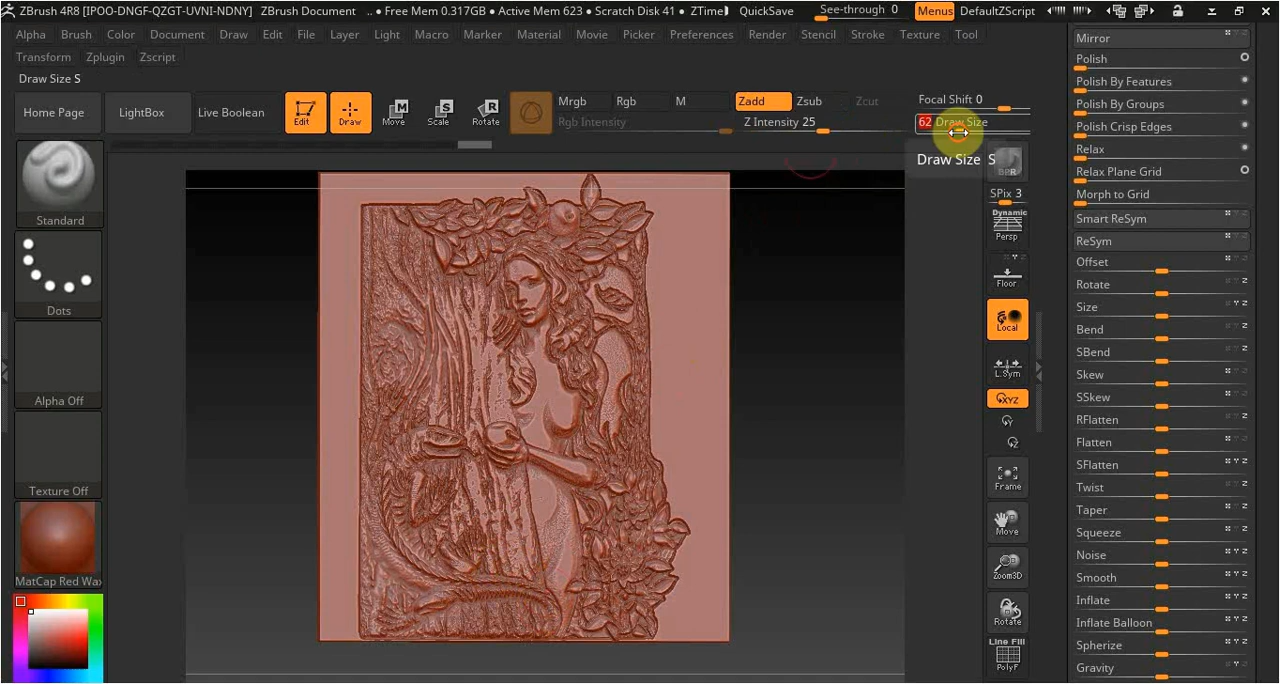 ZBrush 4R8 [IPOO-DNGF-QZGT-UVNI-NDNY] ZBrush Document .. • Free Mem 0.317GB • Active Mem 623 • Scratch Disk 41 • ZTime QuickSave See-through 0 Menus DefaultZScript
Alpha Brush Color Document Draw Edit File Layer Light Macro Marker Material Movie Picker Preferences Render Stencil Stroke Texture Tool
Transform Zplugin Zscript
Draw Size S
Home Page LightBox Live Boolean Edit Draw Move Scale Rotate
Mrgb Rgb M Zadd Zsub Zcut Focal Shift 0
Rgb Intensity Z Intensity 25 62 Draw Size
Draw Size S
Standard
Dots
Alpha Off
Texture Off
MatCap Red Wax
BPR
SPix 3
Dynamic
Persp
Floor
Local
L.Sym
XYZ
Y
Z
Frame
Move
Zoom3D
Rotate
Line Fill
PolyF
Mirror
Polish
Polish By Features
Polish By Groups
Polish Crisp Edges
Relax
Relax Plane Grid
Morph to Grid
Smart ReSym
ReSym
Offset
Rotate
Size
Bend
SBend
Skew
SSkew
RFlatten
Flatten
SFlatten
Twist
Taper
Squeeze
Noise
Smooth
Inflate
Inflate Balloon
Spherize
Gravity